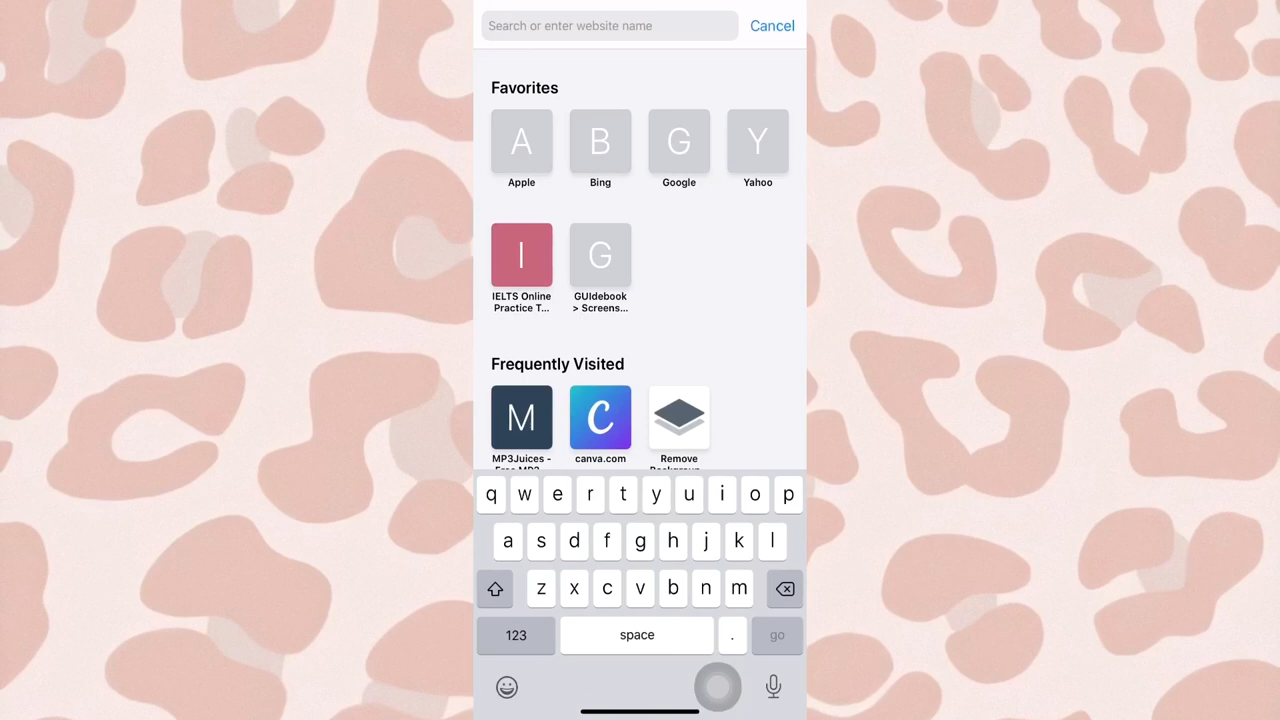 Search or enter website name Cancel
Favorites
A B G Y
Apple Bing Google Yahoo
I G
IELTS Online GUIdebook
Practice T... > Screens...
Frequently Visited
M C
MP3Juices - canva.com Remove
q w e r t y u i o p
a s d f g h j k l
z x c v b n m
123 space . go